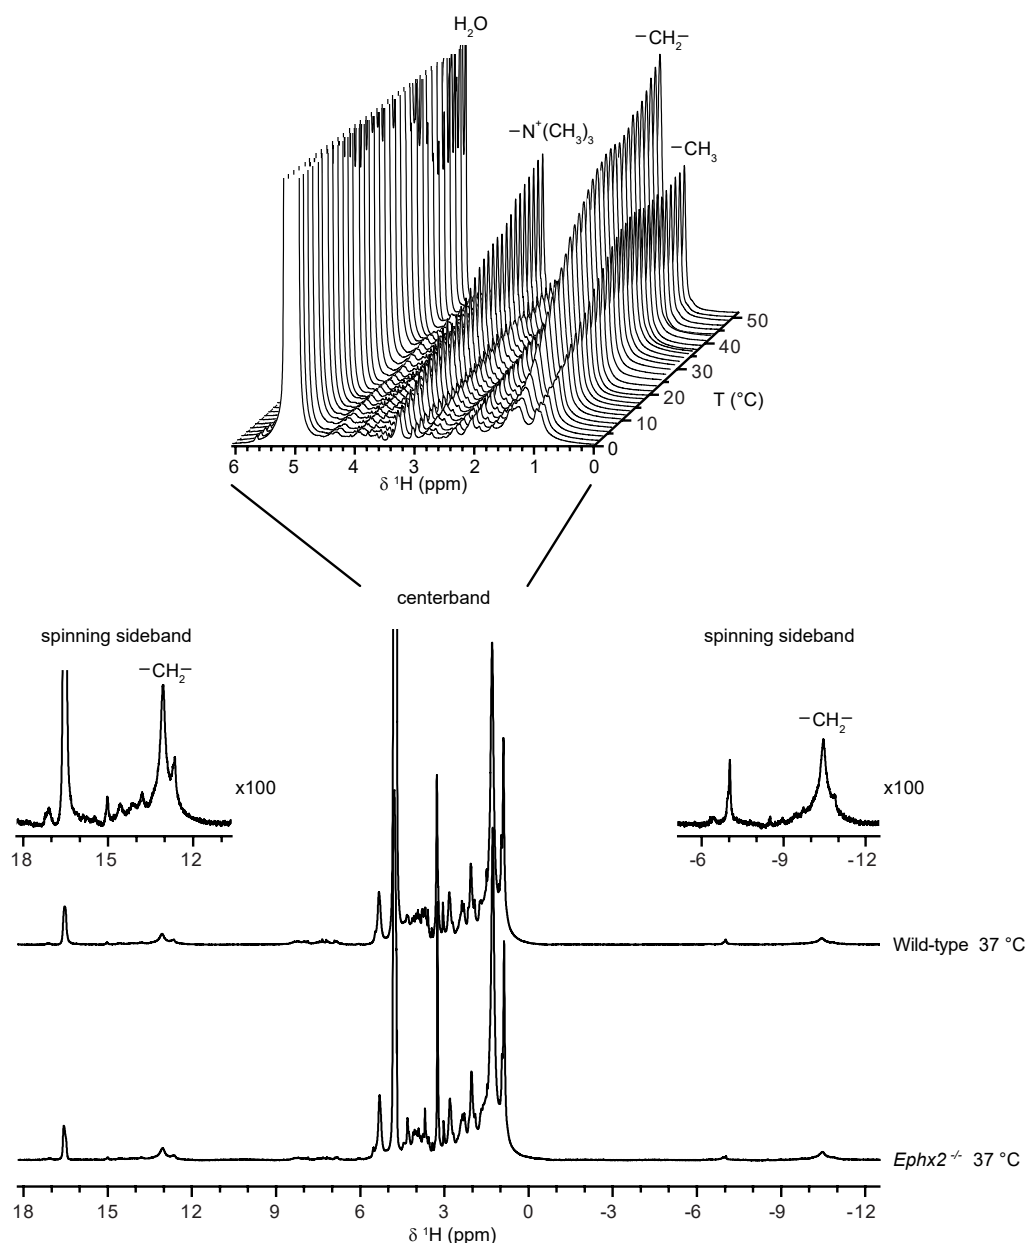 H₂O
−CH₂−
−N⁺(CH₃)₃
−CH₃
50
40
30
20
10
0
T (°C)
6 5 4 3 2 1 0
δ ¹H (ppm)
centerband
spinning sideband
spinning sideband
−CH₂−
−CH₂−
x100
x100
18 15 12
-6 -9 -12
Wild-type 37 °C
Ephx2 -/- 37 °C
18 15 12 9 6 3 0 -3 -6 -9 -12
δ ¹H (ppm)